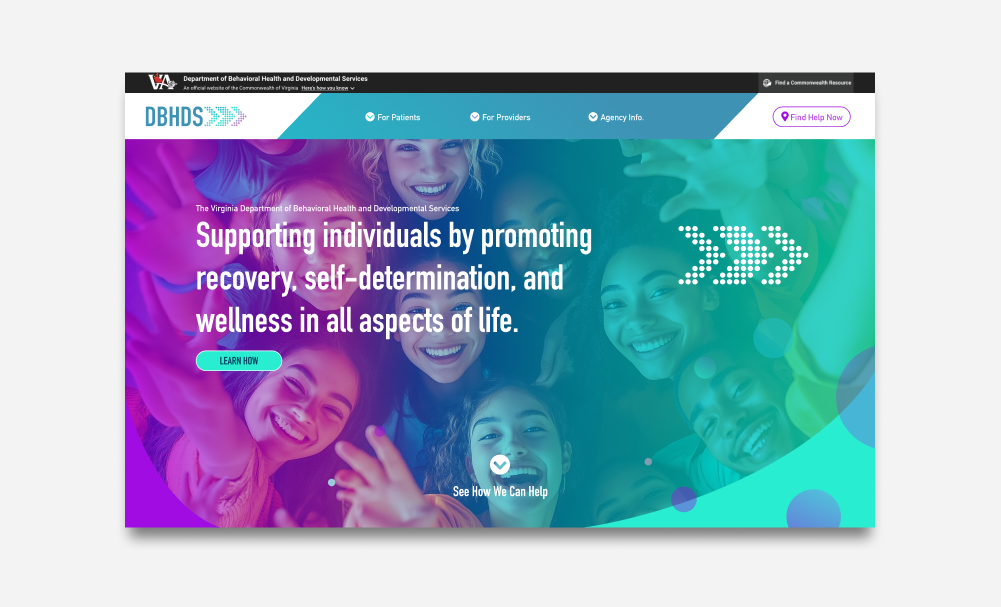 VA
Department of Behavioral Health and Developmental Services
An official website of the Commonwealth of Virginia Here's how you know
Find a Commonwealth Resource
DBHDS
For Patients
For Providers
Agency Info.
Find Help Now
The Virginia Department of Behavioral Health and Developmental Services
Supporting individuals by promoting
recovery, self-determination, and
wellness in all aspects of life.
LEARN HOW
See How We Can Help